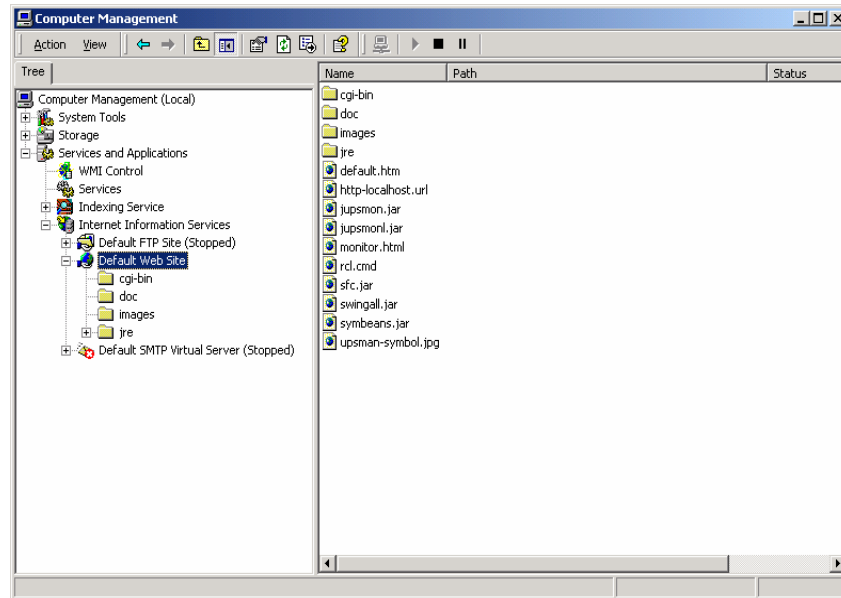 Computer Management
Action View
Tree
Name Path Status
Computer Management (Local)
System Tools
Storage
Services and Applications
WMI Control
Services
Indexing Service
Internet Information Services
Default FTP Site (Stopped)
Default Web Site
cgi-bin
doc
images
jre
Default SMTP Virtual Server (Stopped)
cgi-bin
doc
images
jre
default.htm
http-localhost.url
jupsmon.jar
jupsmonl.jar
monitor.html
rcl.cmd
sfc.jar
swingall.jar
symbeans.jar
upsman-symbol.jpg